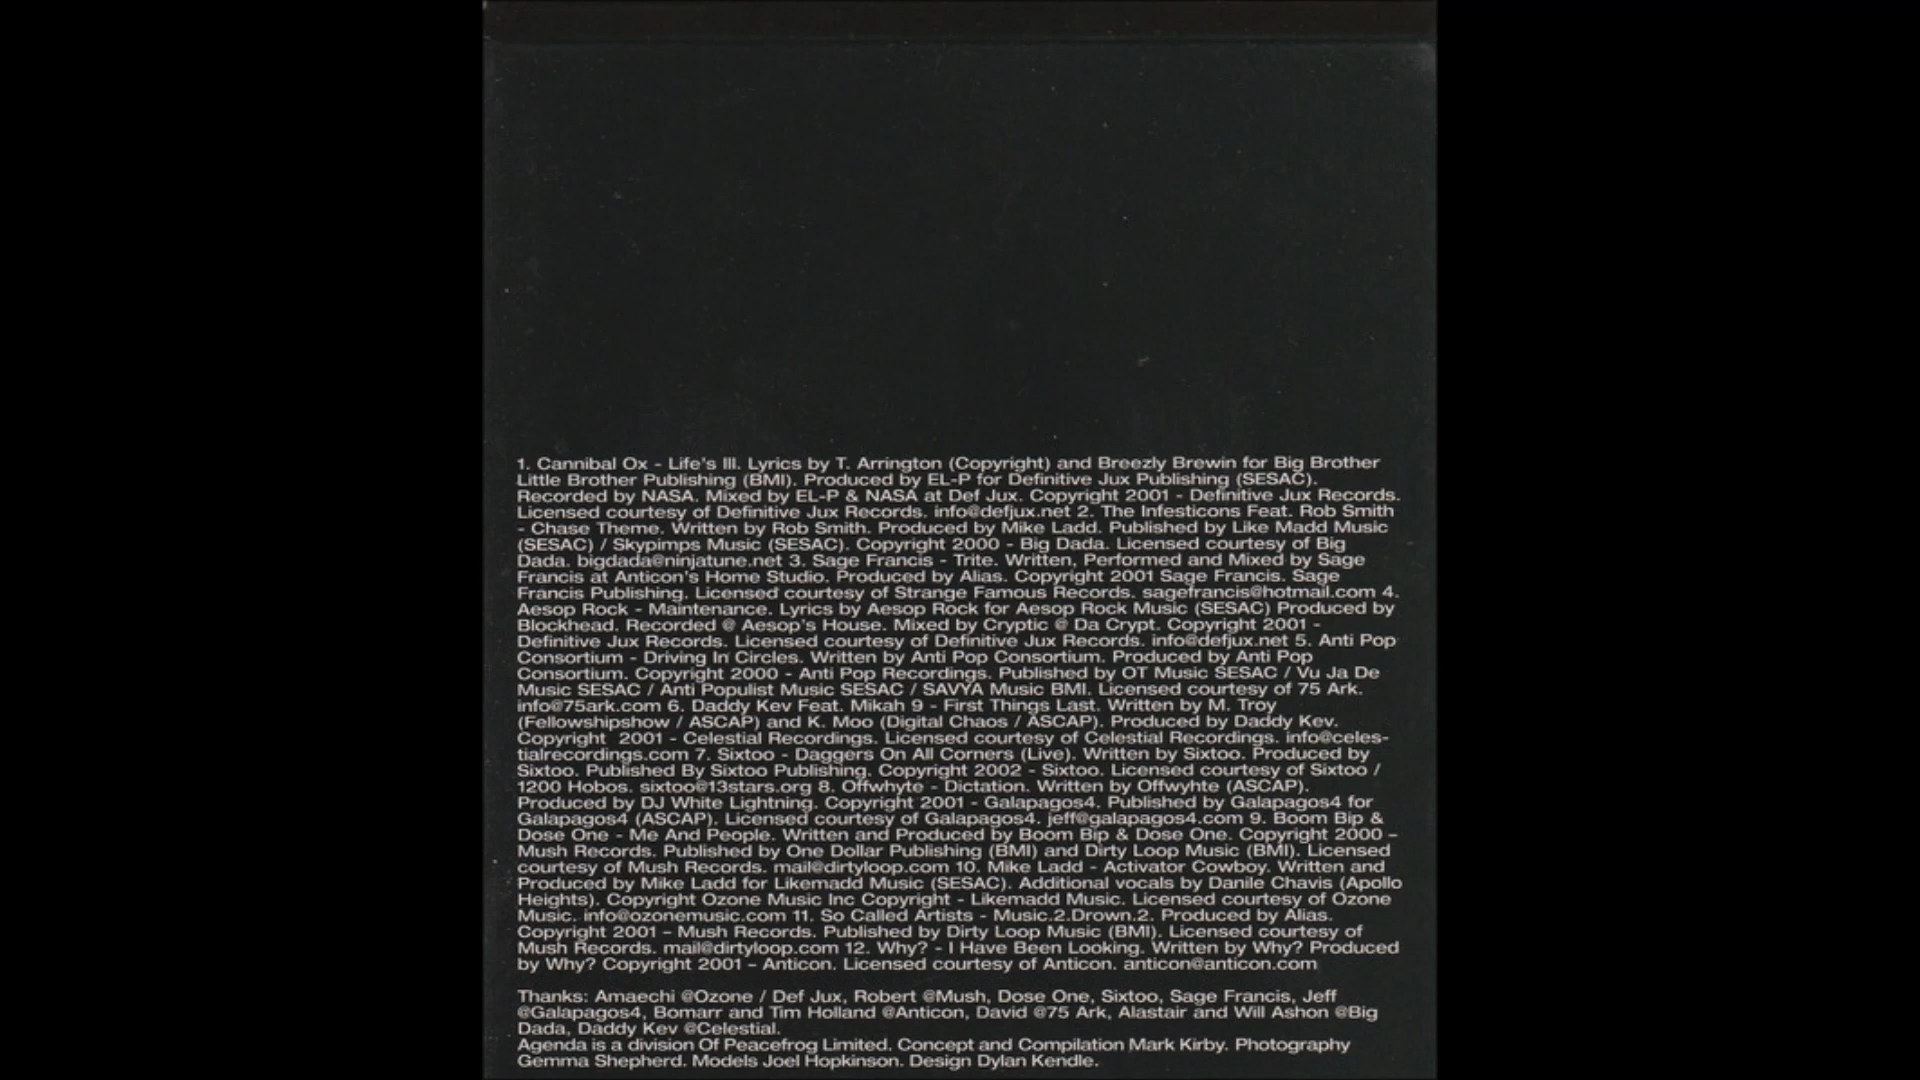 1. Cannibal Ox - Life's Ill. Lyrics by T. Arrington (Copyright) and Breezly Brewin for Big Brother
Little Brother Publishing (BMI). Produced by EL-P for Definitive Jux Publishing (SESAC).
Recorded by NASA. Mixed by EL-P & NASA at Def Jux. Copyright 2001 - Definitive Jux Records.
Licensed courtesy of Definitive Jux Records. info@defjux.net 2. The Infesticons Feat. Rob Smith
- Chase Theme. Written by Rob Smith. Produced by Mike Ladd. Published by Like Madd Music
(SESAC) / Skypimps Music (SESAC). Copyright 2000 - Big Dada. Licensed courtesy of Big
Dada. bigdada@ninjatune.net 3. Sage Francis - Trite. Written, Performed and Mixed by Sage
Francis at Anticon's Home Studio. Produced by Alias. Copyright 2001 Sage Francis. Sage
Francis Publishing. Licensed courtesy of Strange Famous Records. sagefrancis@hotmail.com 4.
Aesop Rock - Maintenance. Lyrics by Aesop Rock for Aesop Rock Music (SESAC) Produced by
Blockhead. Recorded @ Aesop's House. Mixed by Cryptic @ Da Crypt. Copyright 2001 -
Definitive Jux Records. Licensed courtesy of Definitive Jux Records. info@defjux.net 5. Anti Pop
Consortium - Driving In Circles. Written by Anti Pop Consortium. Produced by Anti Pop
Consortium. Copyright 2000 - Anti Pop Recordings. Published by OT Music SESAC / Vu Ja De
Music SESAC / Anti Populist Music SESAC / SAVYA Music BMI. Licensed courtesy of 75 Ark.
info@75ark.com 6. Daddy Kev Feat. Mikah 9 - First Things Last. Written by M. Troy
(Fellowshipshow / ASCAP) and K. Moo (Digital Chaos / ASCAP). Produced by Daddy Kev.
Copyright  2001 - Celestial Recordings. Licensed courtesy of Celestial Recordings. info@celes-
tialrecordings.com 7. Sixtoo - Daggers On All Corners (Live). Written by Sixtoo. Produced by
Sixtoo. Published By Sixtoo Publishing. Copyright 2002 - Sixtoo. Licensed courtesy of Sixtoo /
1200 Hobos. sixtoo@13stars.org 8. Offwhyte - Dictation. Written by Offwyhte (ASCAP).
Produced by DJ White Lightning. Copyright 2001 - Galapagos4. Published by Galapagos4 for
Galapagos4 (ASCAP). Licensed courtesy of Galapagos4. jeff@galapagos4.com 9. Boom Bip &
Dose One - Me And People. Written and Produced by Boom Bip & Dose One. Copyright 2000 –
Mush Records. Published by One Dollar Publishing (BMI) and Dirty Loop Music (BMI). Licensed
courtesy of Mush Records. mail@dirtyloop.com 10. Mike Ladd - Activator Cowboy. Written and
Produced by Mike Ladd for Likemadd Music (SESAC). Additional vocals by Danile Chavis (Apollo
Heights). Copyright Ozone Music Inc Copyright - Likemadd Music. Licensed courtesy of Ozone
Music. info@ozonemusic.com 11. So Called Artists - Music.2.Drown.2. Produced by Alias.
Copyright 2001 – Mush Records. Published by Dirty Loop Music (BMI). Licensed courtesy of
Mush Records. mail@dirtyloop.com 12. Why? - I Have Been Looking. Written by Why? Produced
by Why? Copyright 2001 – Anticon. Licensed courtesy of Anticon. anticon@anticon.com
Thanks: Amaechi @Ozone / Def Jux, Robert @Mush, Dose One, Sixtoo, Sage Francis, Jeff
@Galapagos4, Bomarr and Tim Holland @Anticon, David @75 Ark, Alastair and Will Ashon @Big
Dada, Daddy Kev @Celestial.
Agenda is a division Of Peacefrog Limited. Concept and Compilation Mark Kirby. Photography
Gemma Shepherd. Models Joel Hopkinson. Design Dylan Kendle.